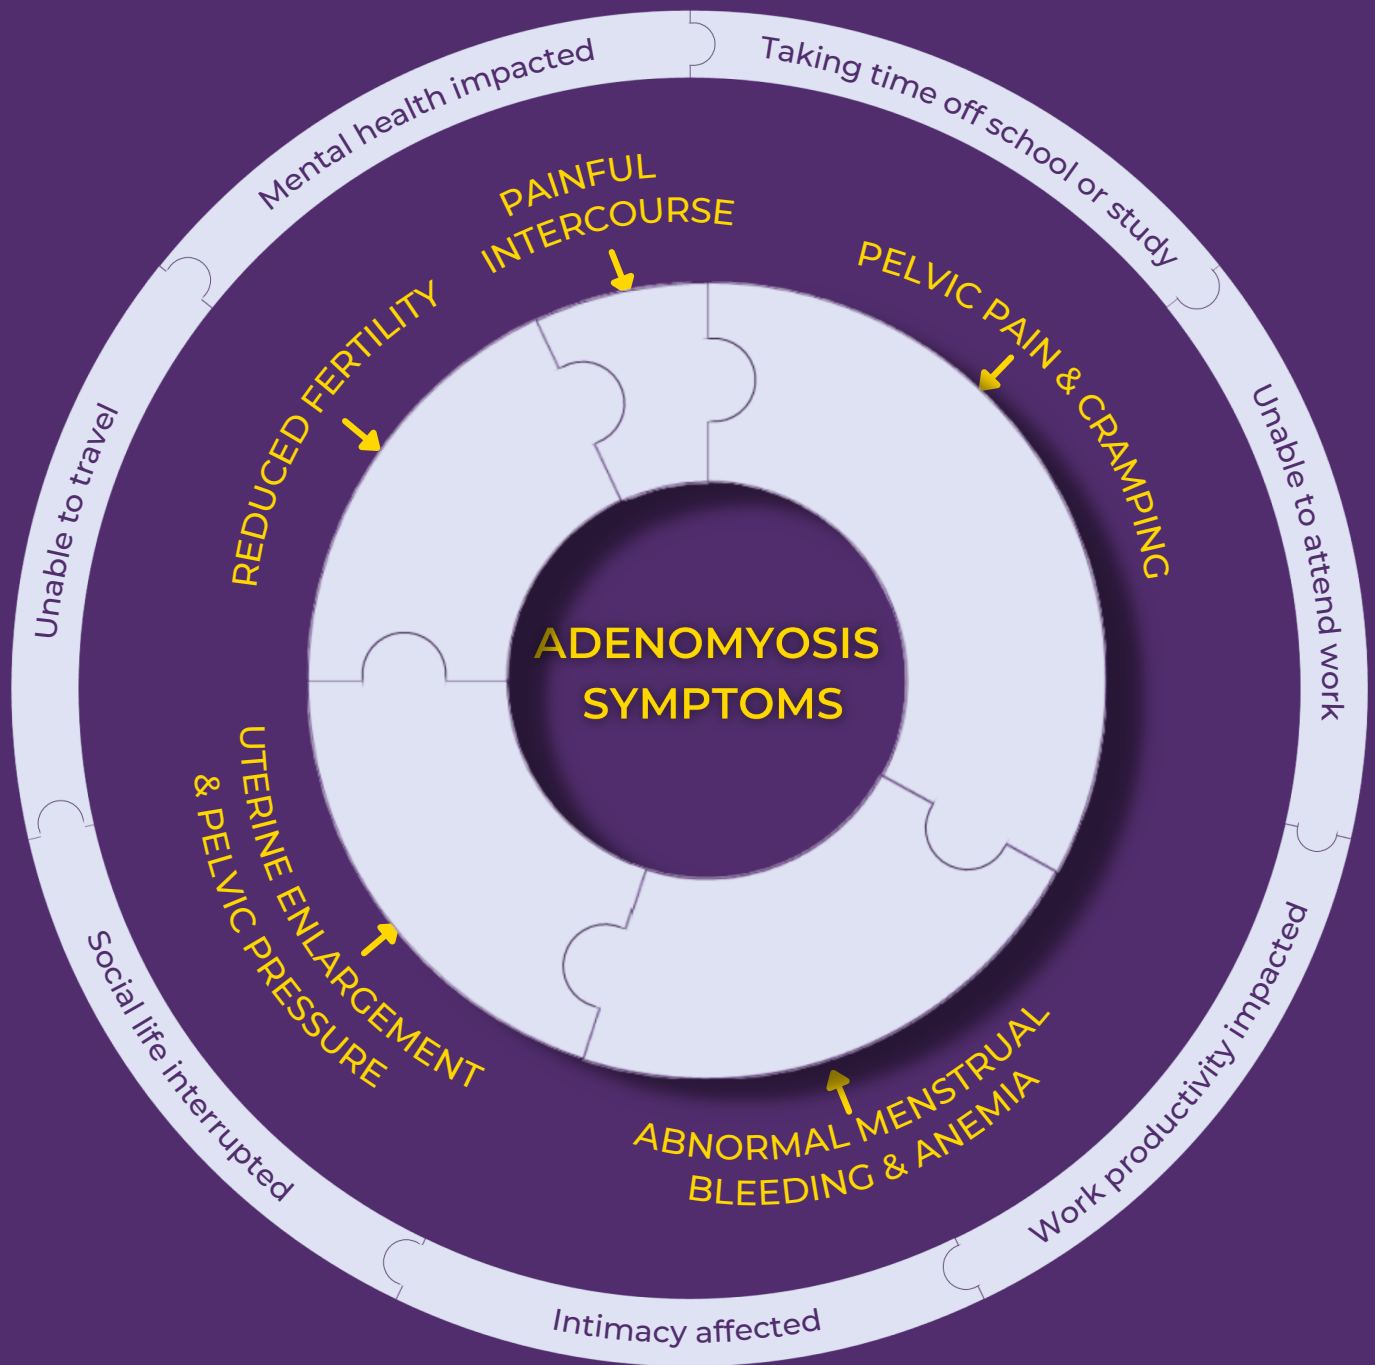 Mental health impacted
Taking time off school or study
Unable to attend work
Work productivity impacted
Intimacy affected
Social life interrupted
Unable to travel
PAINFUL
INTERCOURSE
PELVIC PAIN & CRAMPING
ABNORMAL MENSTRUAL
BLEEDING & ANEMIA
UTERINE ENLARGEMENT
& PELVIC PRESSURE
REDUCED FERTILITY
ADENOMYOSIS
SYMPTOMS